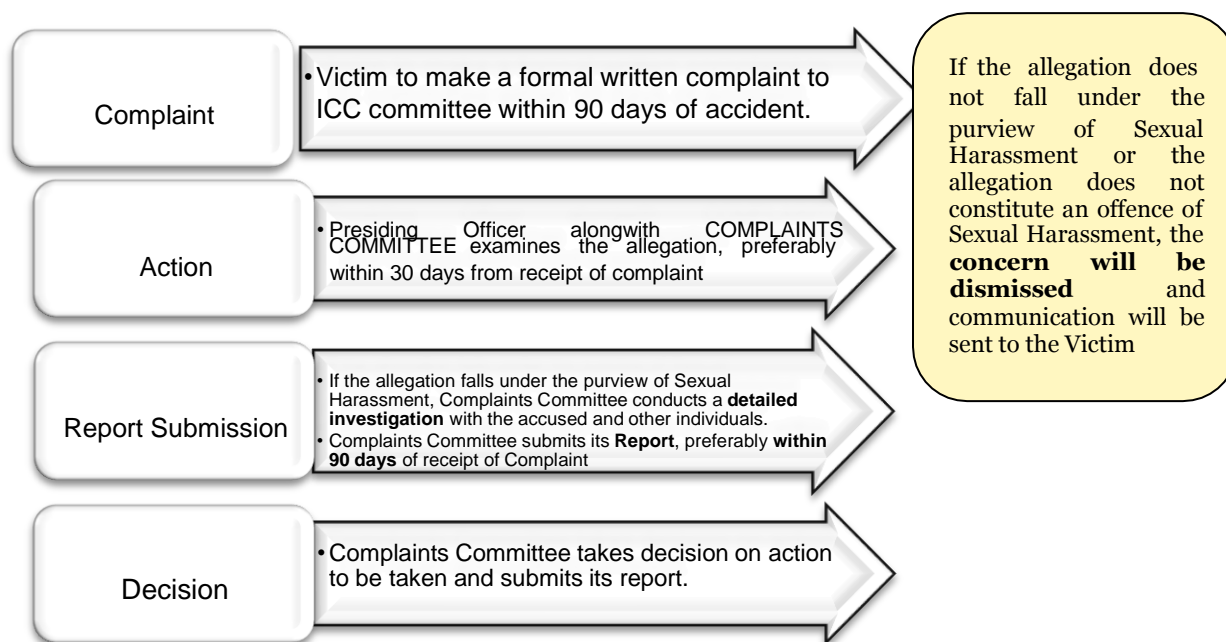 Complaint
• Victim to make a formal written complaint to
ICC committee within 90 days of accident.
Action
• Presiding Officer alongwith COMPLAINTS
COMMITTEE examines the allegation, preferably
within 30 days from receipt of complaint
Report Submission
• If the allegation falls under the purview of Sexual
Harassment, Complaints Committee conducts a detailed
investigation with the accused and other individuals.
• Complaints Committee submits its Report, preferably within
90 days of receipt of Complaint
Decision
• Complaints Committee takes decision on action
to be taken and submits its report.
If the allegation does
not fall under the
purview of Sexual
Harassment or the
allegation does not
constitute an offence of
Sexual Harassment, the
concern will be
dismissed and
communication will be
sent to the Victim